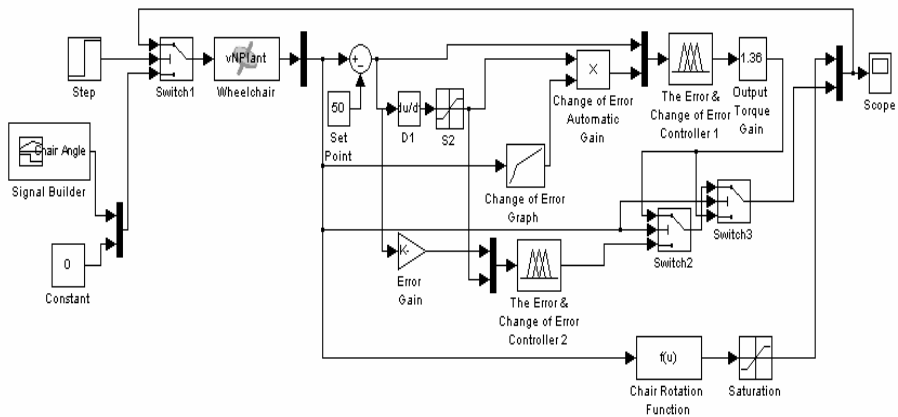 Step
Switch1
vNPlant
Wheelchair
+
-
50
Set
Point
du/dt
D1
S2
X
Change of Error
Automatic
Gain
The Error &
Change of Error
Controller 1
1.36
Output
Torque
Gain
Scope
Chair Angle
Signal Builder
0
Constant
Change of Error
Graph
K-
Error
Gain
The Error &
Change of Error
Controller 2
Switch2
Switch3
f(u)
Chair Rotation
Function
Saturation